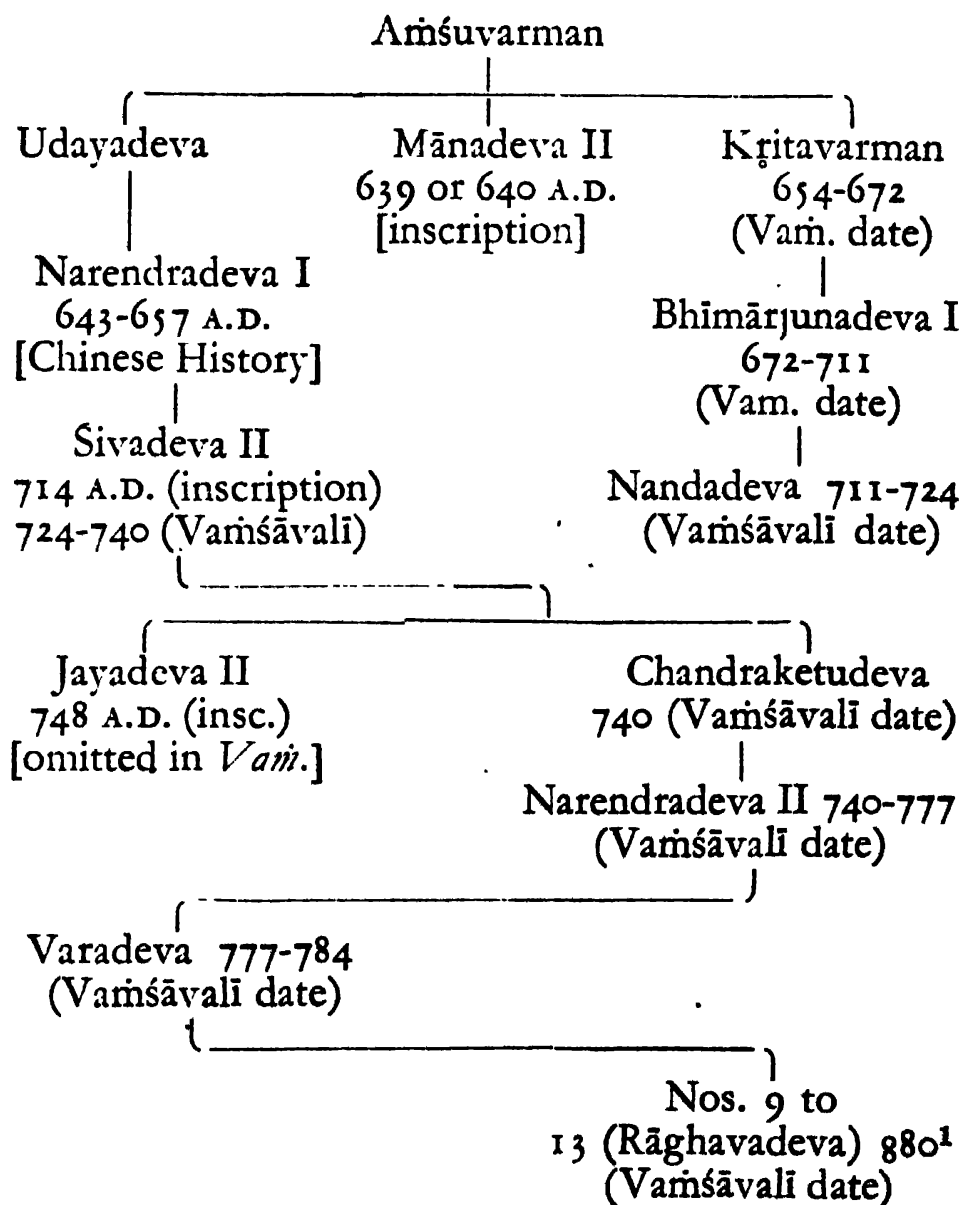 Aṁśuvarman
Udayadeva Mānadeva II Kṛitavarman
639 or 640 A.D. 654-672
[inscription] (Vaṁ. date)
Narendradeva I
643-657 A.D. Bhīmārjunadeva I
[Chinese History] 672-711
(Vam. date)
Śivadeva II
714 A.D. (inscription) Nandadeva 711-724
724-740 (Vaṁśāvalī) (Vaṁśāvalī date)
Jayadeva II Chandraketudeva
748 A.D. (insc.) 740 (Vaṁśāvalī date)
[omitted in Vaṁ.]
Narendradeva II 740-777
(Vaṁśāvalī date)
Varadeva 777-784
(Vaṁśāvalī date)
Nos. 9 to
13 (Rāghavadeva) 880¹
(Vaṁśāvalī date)